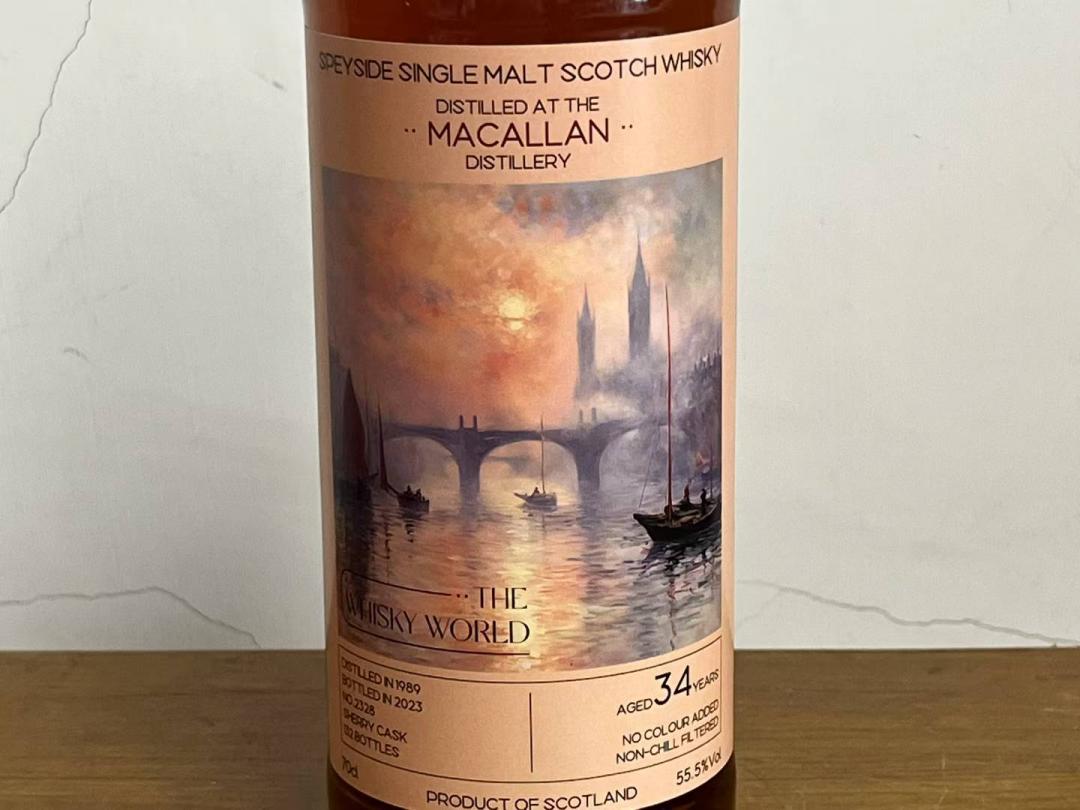 SPEYSIDE SINGLE MALT SCOTCH WHISKY
DISTILLED AT THE
·· MACALLAN ··
DISTILLERY
·· THE
WHISKY WORLD
DISTILLED IN 1989
BOTTLED IN 2023
NO.2328
SHERRY CASK
132 BOTTLES
AGED 34 YEARS
NO COLOUR ADDED
NON-CHILL FILTERED
70cl
55.5%Vol
PRODUCT OF SCOTLAND